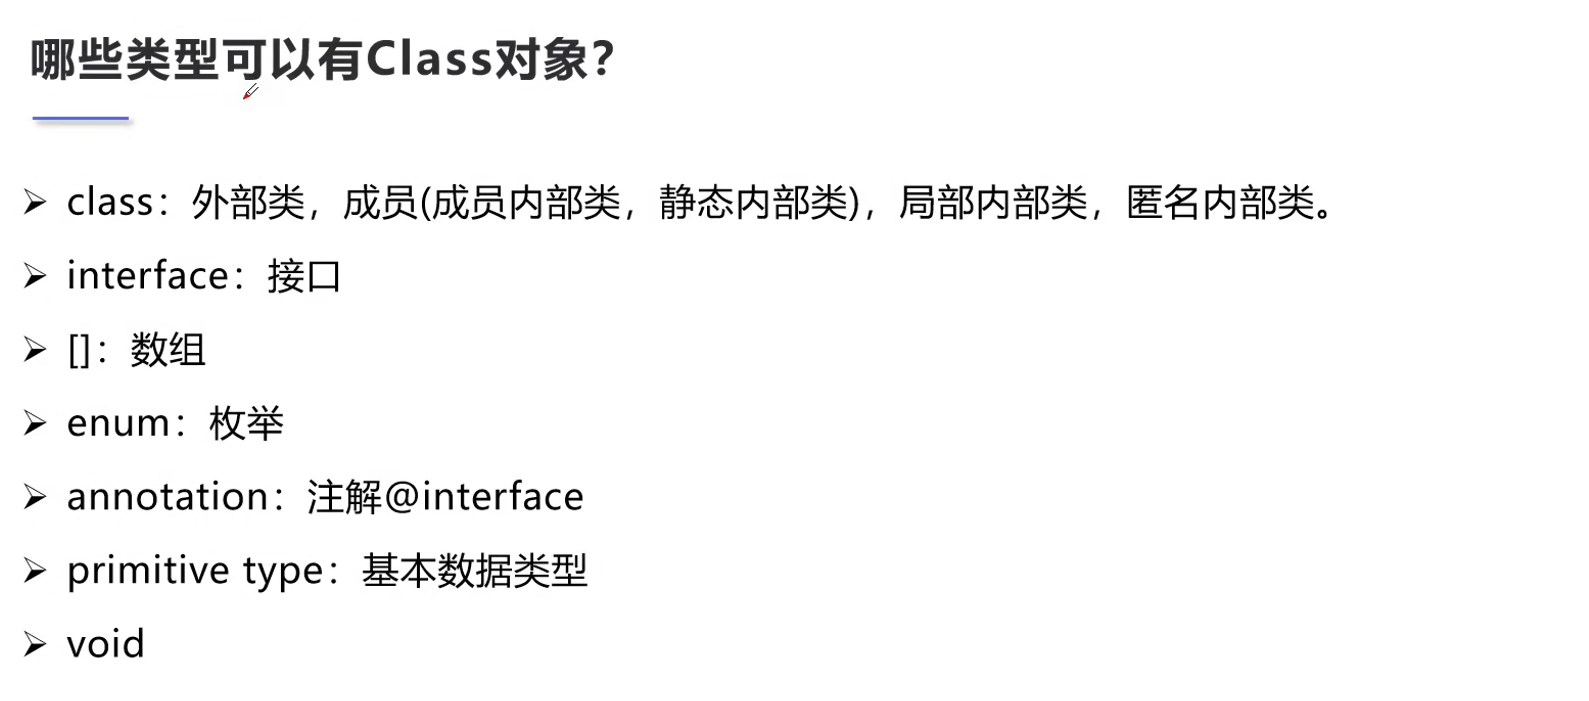 哪些类型可以有Class对象？
class：外部类，成员(成员内部类，静态内部类)，局部内部类，匿名内部类。
interface：接口
[]：数组
enum：枚举
annotation：注解@interface
primitive type：基本数据类型
void